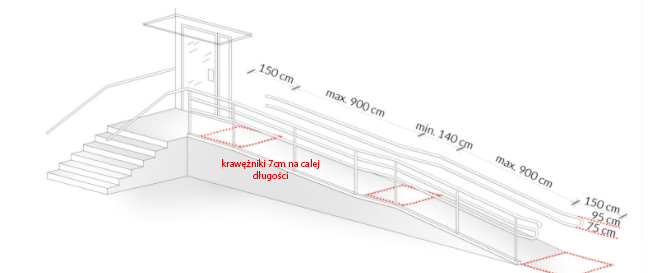 150 cm
max. 900 cm
min. 140 cm
max. 900 cm
150 cm
95 cm
75 cm
krawężniki 7cm na calej
długości